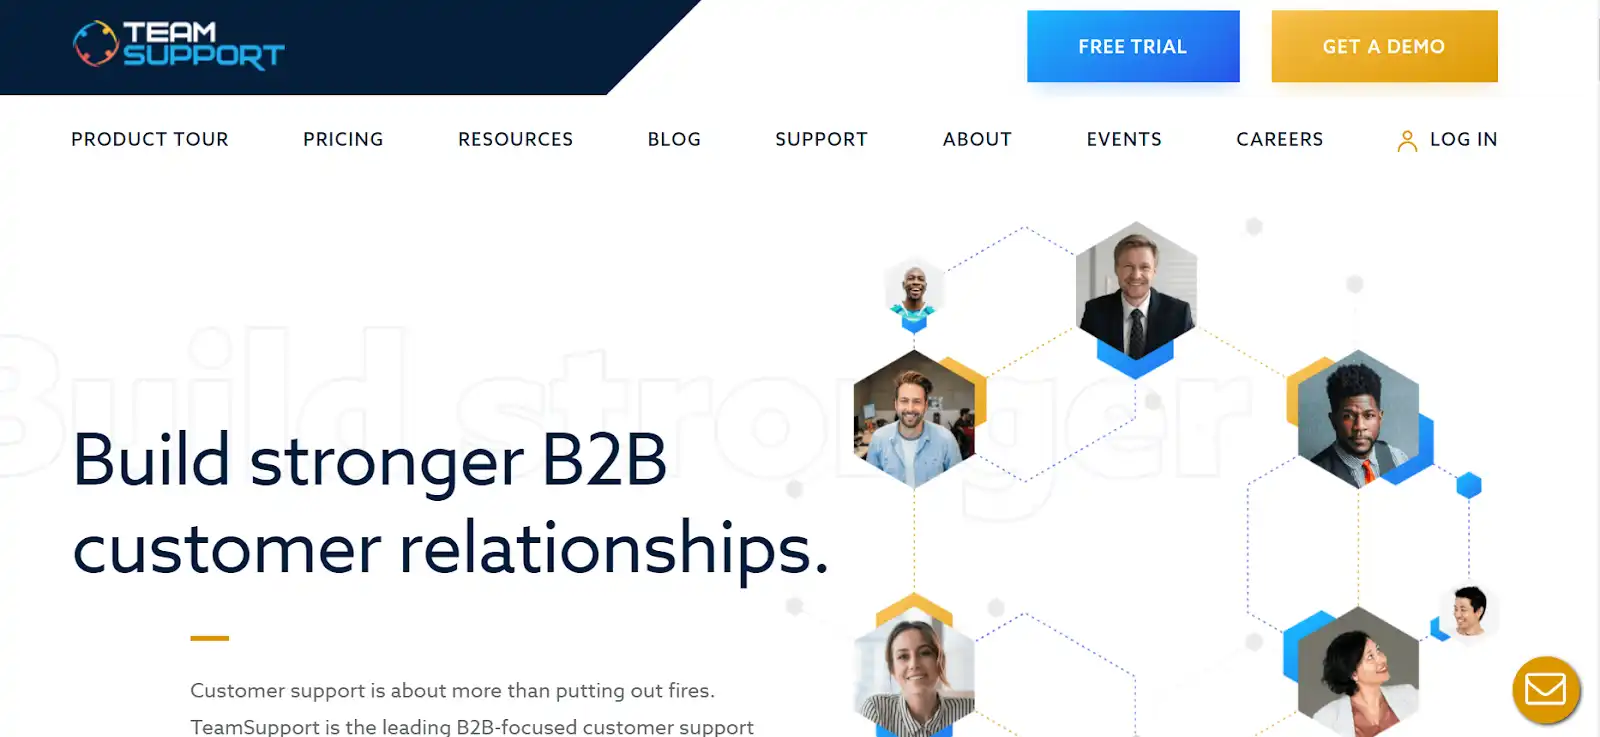 TEAM
SUPPORT
FREE TRIAL
GET A DEMO
PRODUCT TOUR
PRICING
RESOURCES
BLOG
SUPPORT
ABOUT
EVENTS
CAREERS
LOG IN
Build stronger
Build stronger B2B
customer relationships.
Customer support is about more than putting out fires.
TeamSupport is the leading B2B-focused customer support